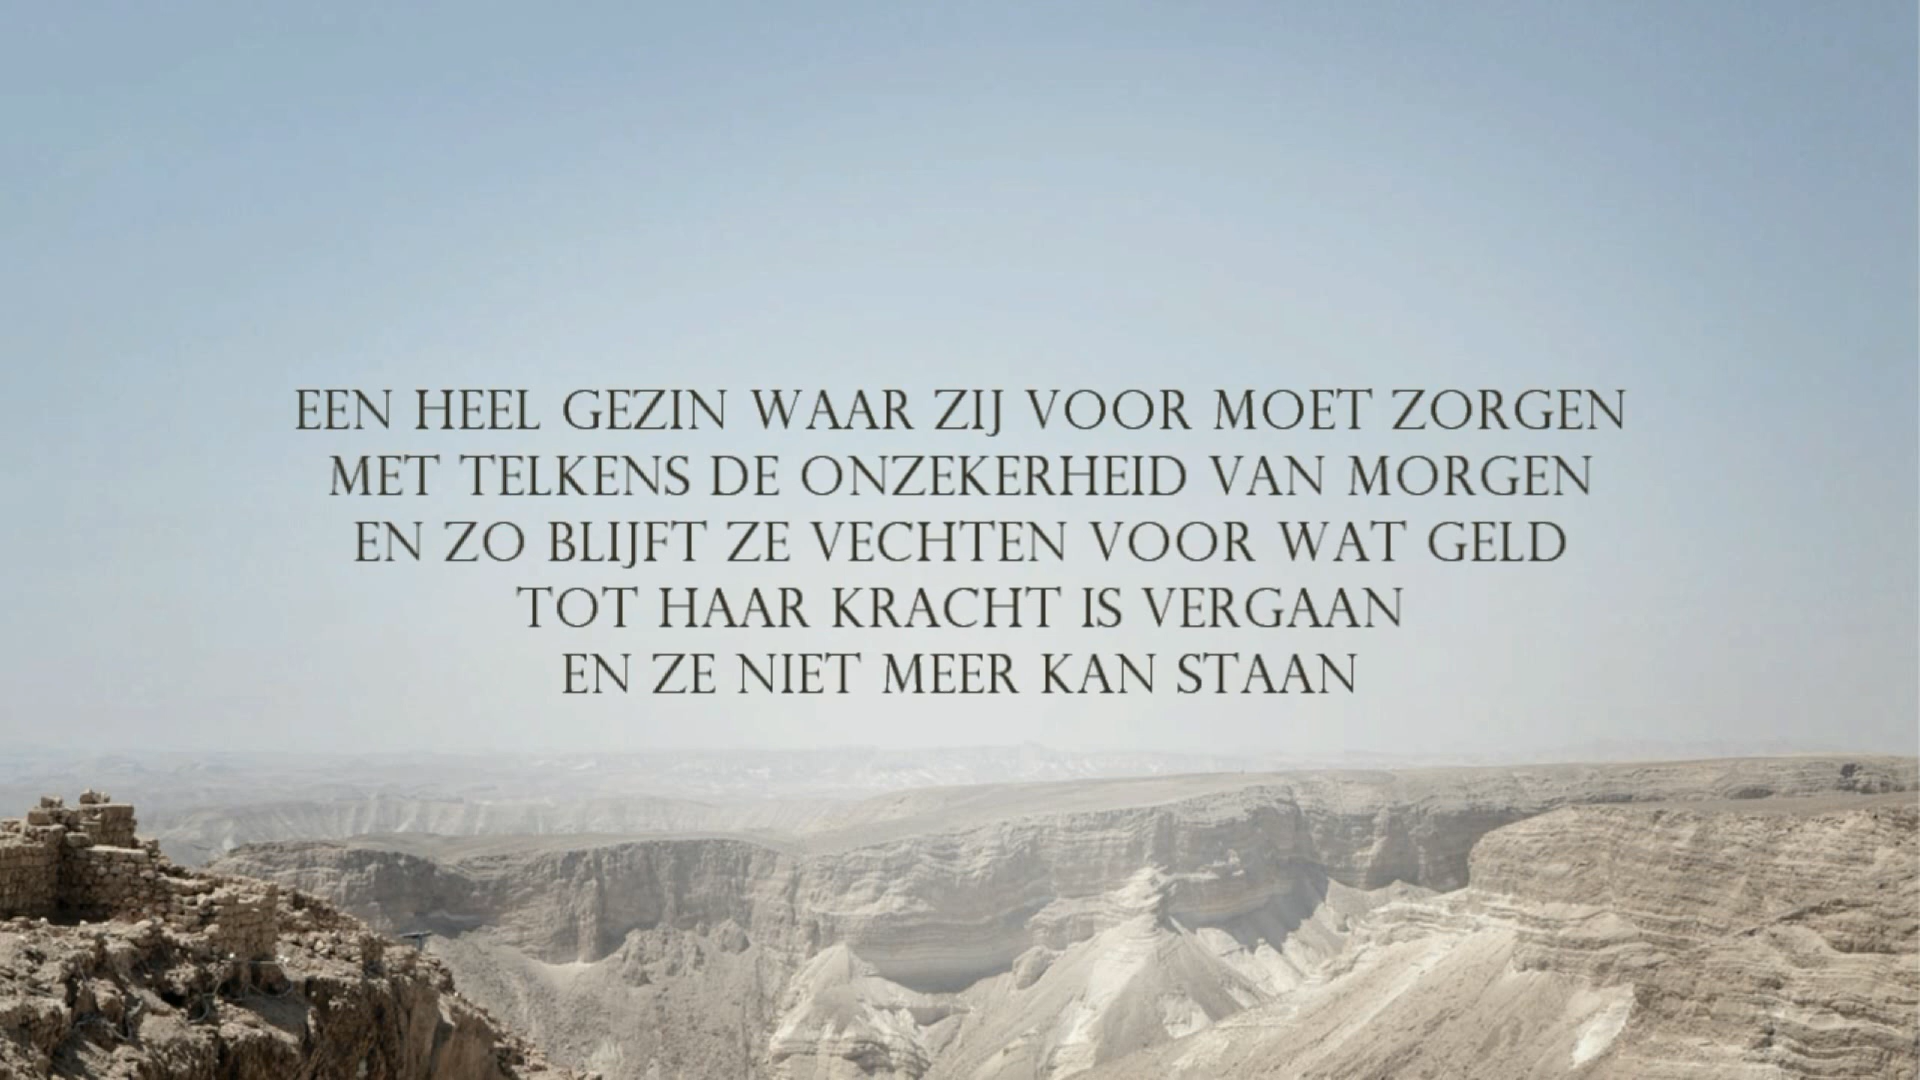 EEN HEEL GEZIN WAAR ZIJ VOOR MOET ZORGEN
MET TELKENS DE ONZEKERHEID VAN MORGEN
EN ZO BLIJFT ZE VECHTEN VOOR WAT GELD
TOT HAAR KRACHT IS VERGAAN
EN ZE NIET MEER KAN STAAN